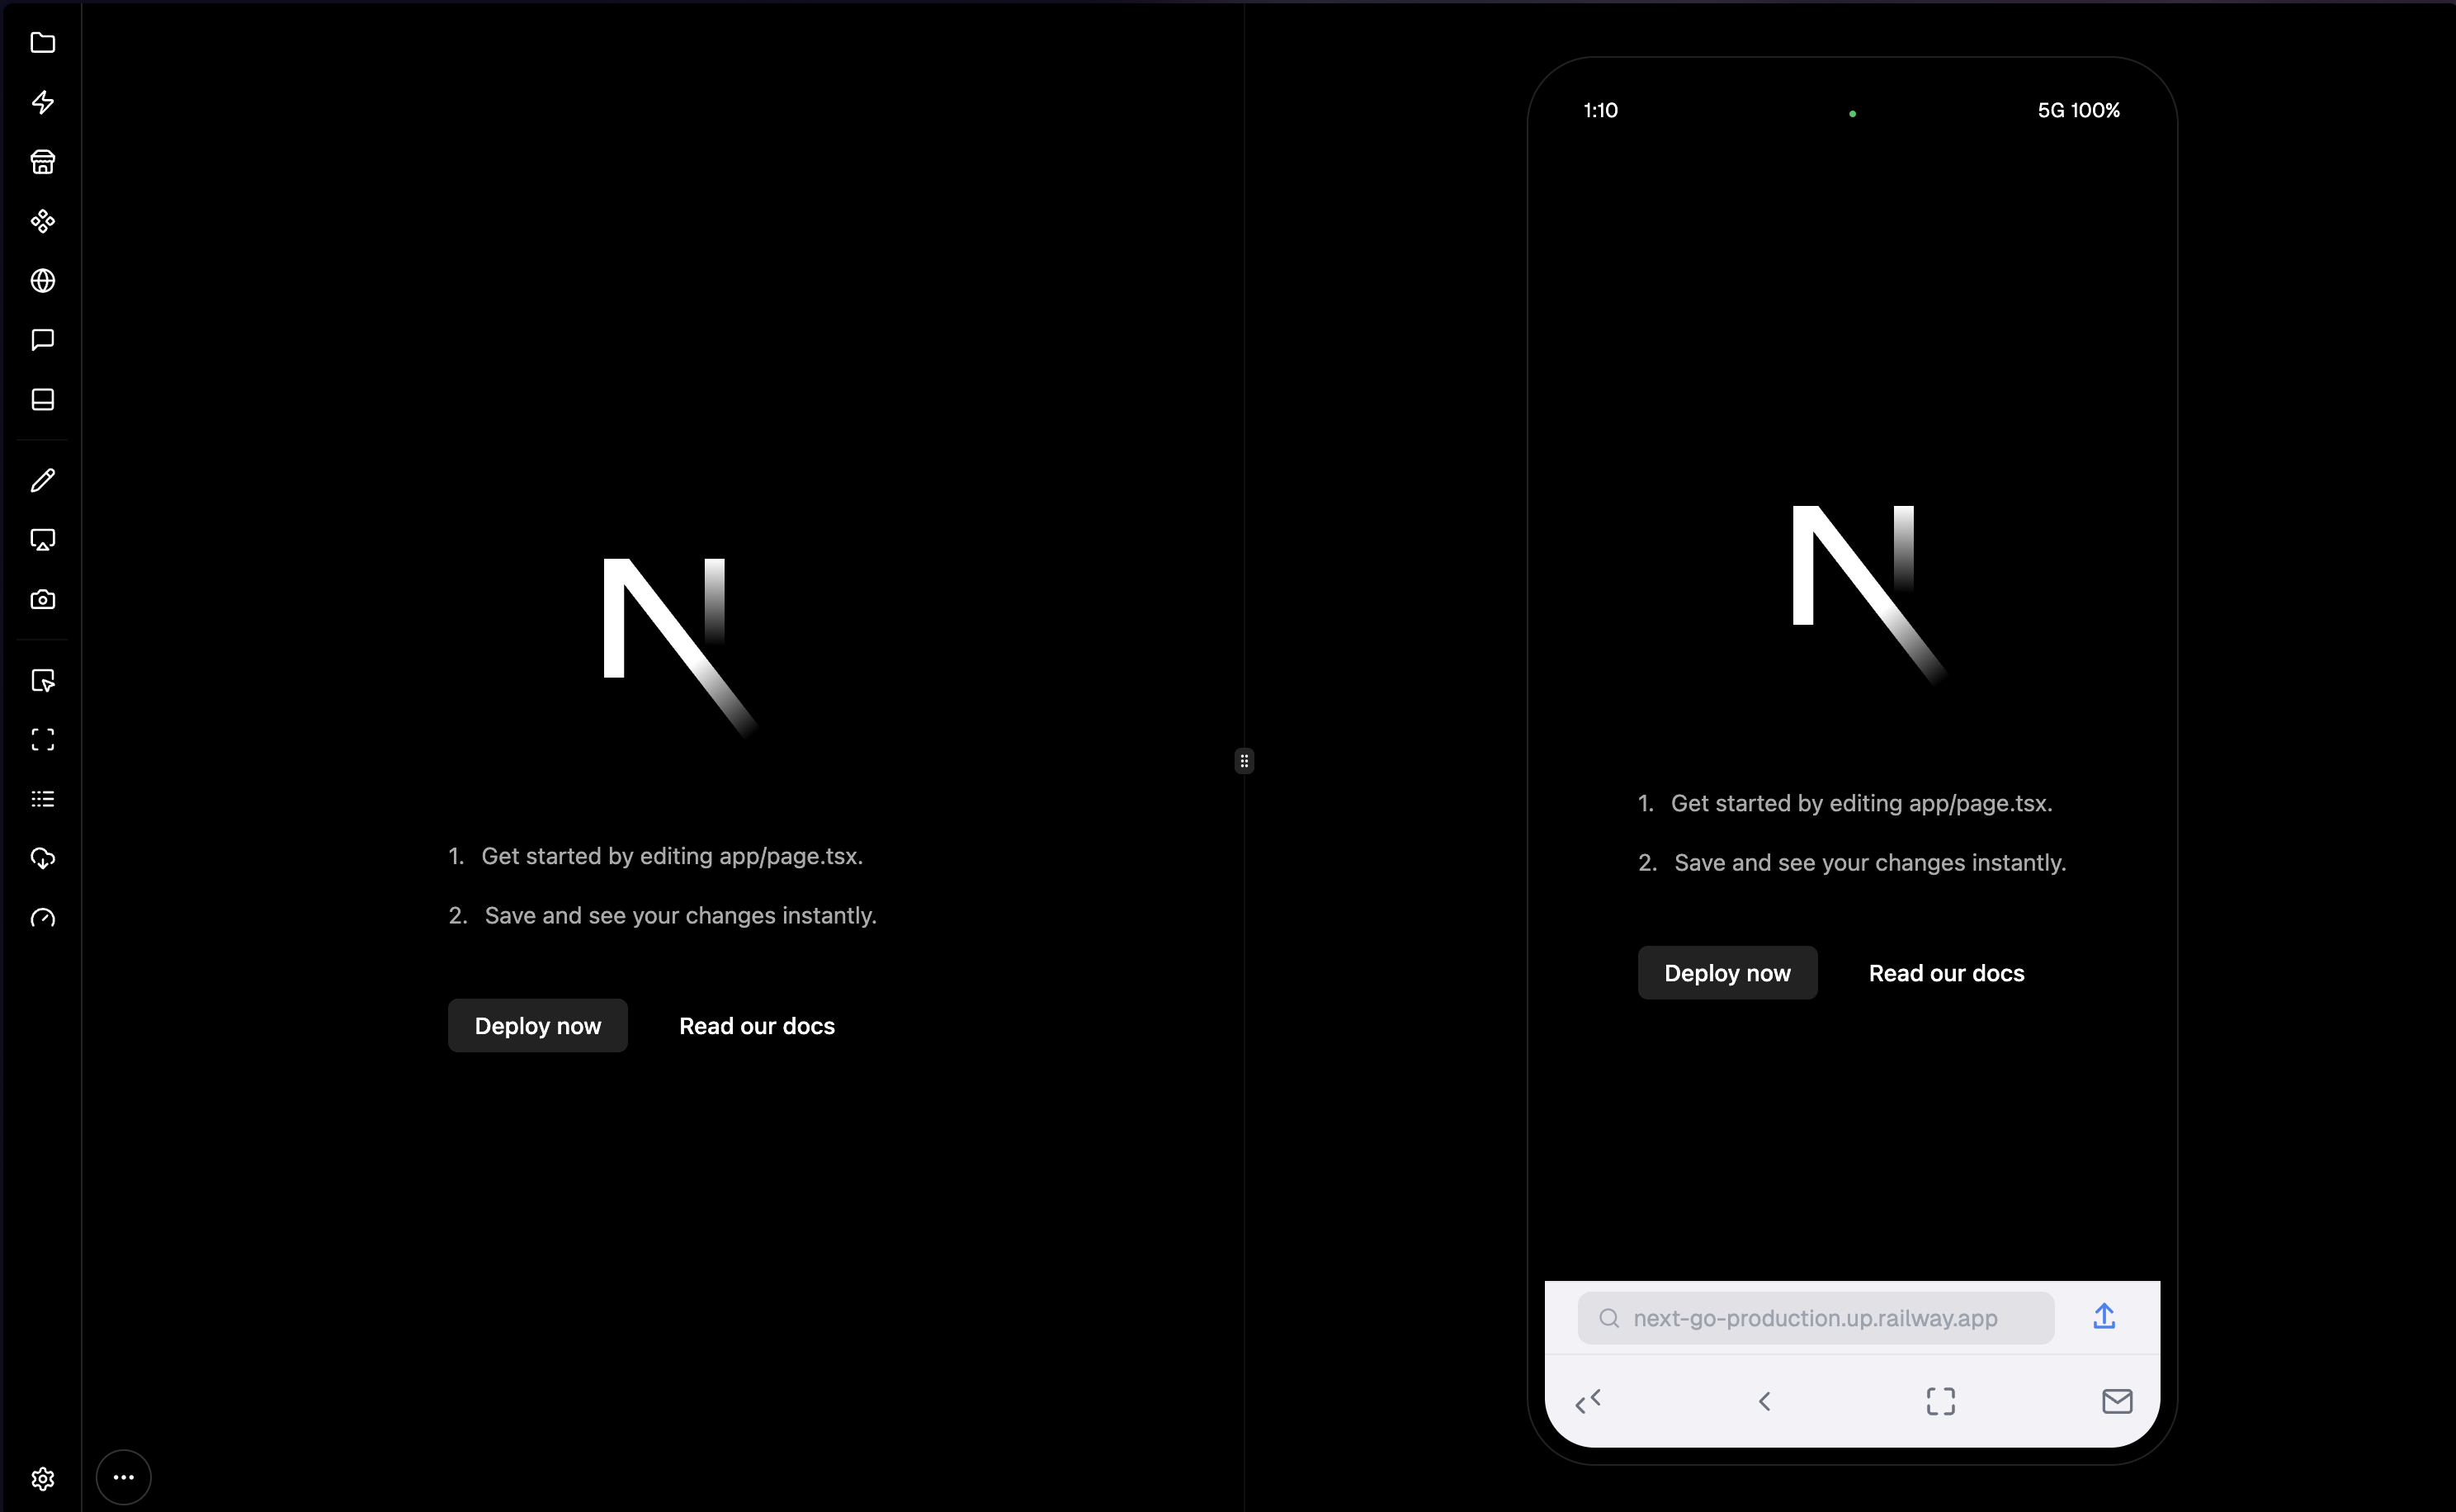 1. Get started by editing app/page.tsx.
2. Save and see your changes instantly.
Deploy now Read our docs
1:10 5G 100%
1. Get started by editing app/page.tsx.
2. Save and see your changes instantly.
Deploy now Read our docs
next-go-production.up.railway.app